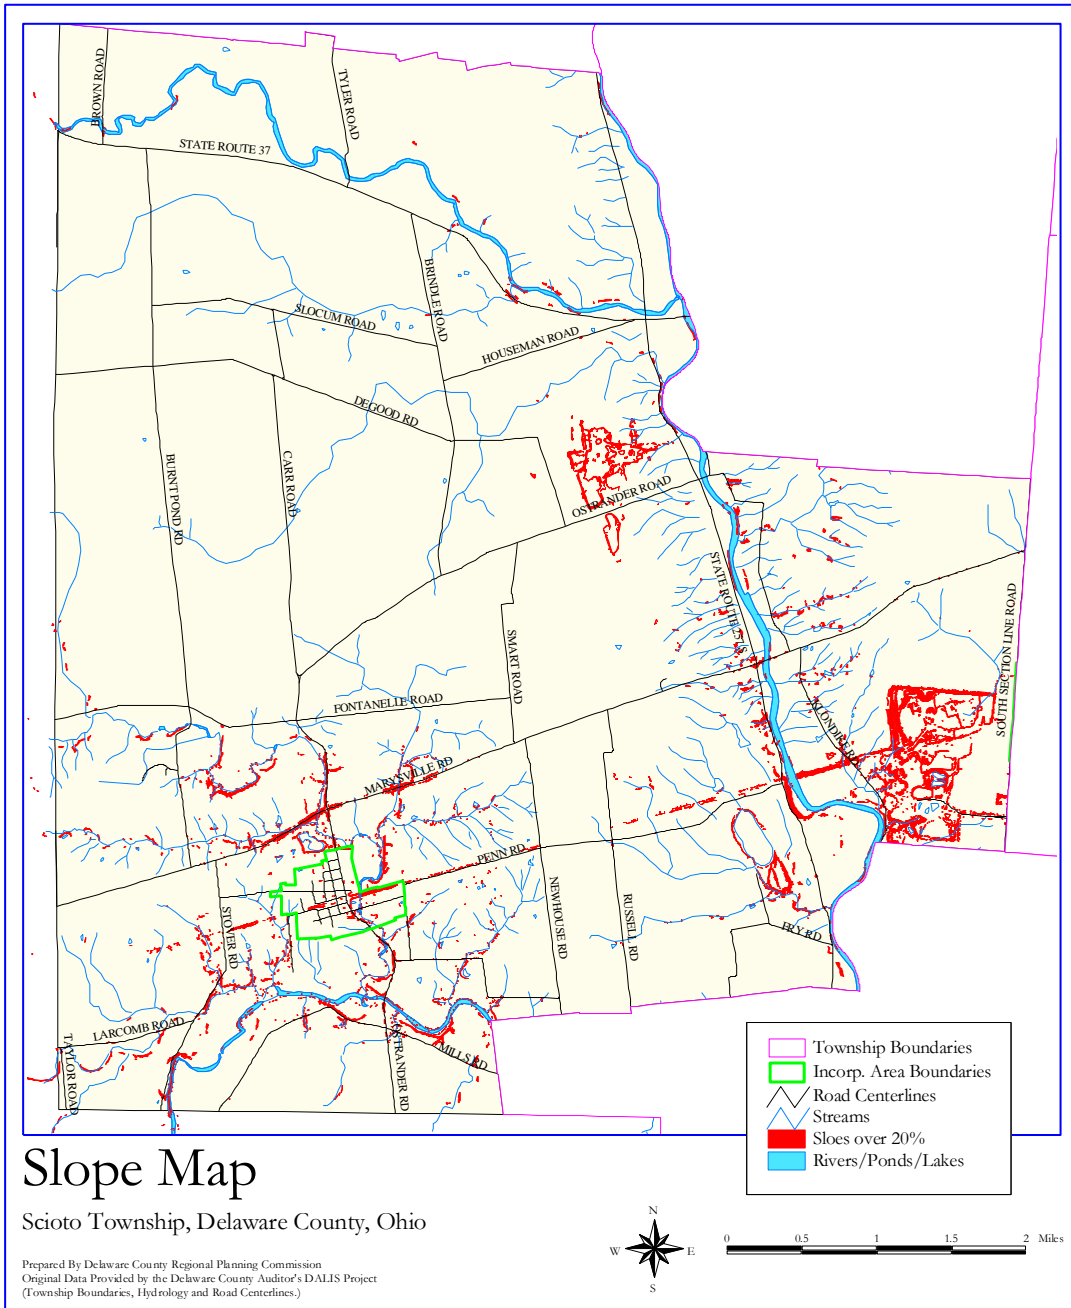 BROWN ROAD
TYLER ROAD
STATE ROUTE 37
BRINDLE ROAD
SLOCUM ROAD
HOUSEMAN ROAD
DEGOOD RD
BURNT POND RD
CARR ROAD
OSTRANDER ROAD
STATE ROUTE 257 S
SMART ROAD
SOUTH SECTION LINE ROAD
FONTANELLE ROAD
KLONDIKE RD
MARYSVILLE RD
PENN RD
STOVER RD
NEWHOUSE RD
RUSSELL RD
FRY RD
LARCOMB ROAD
TAYLOR ROAD
OSTRANDER RD
MILLS RD
Township Boundaries
Incorp. Area Boundaries
Road Centerlines
Streams
Sloes over 20%
Rivers/Ponds/Lakes
Slope Map
Scioto Township, Delaware County, Ohio
Prepared By Delaware County Regional Planning Commission
Original Data Provided by the Delaware County Auditor's DALIS Project
(Township Boundaries, Hydrology and Road Centerlines.)
N
W E
S
0 0.5 1 1.5 2 Miles